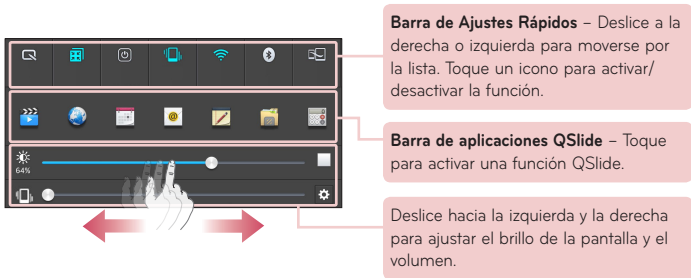 Barra de Ajustes Rápidos – Deslice a la
derecha o izquierda para moverse por
la lista. Toque un icono para activar/
desactivar la función.
Barra de aplicaciones QSlide – Toque
para activar una función QSlide.
64%
Deslice hacia la izquierda y la derecha
para ajustar el brillo de la pantalla y el
volumen.